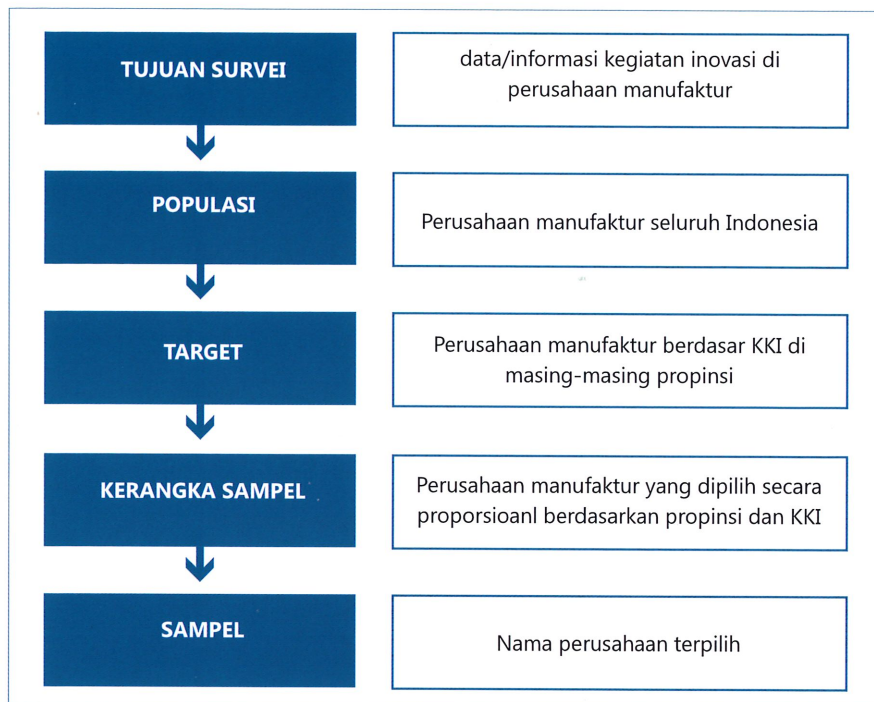 TUJUAN SURVEI
data/informasi kegiatan inovasi di
perusahaan manufaktur
POPULASI
Perusahaan manufaktur seluruh Indonesia
TARGET
Perusahaan manufaktur berdasar KKI di
masing-masing propinsi
KERANGKA SAMPEL
Perusahaan manufaktur yang dipilih secara
proporsioanl berdasarkan propinsi dan KKI
SAMPEL
Nama perusahaan terpilih